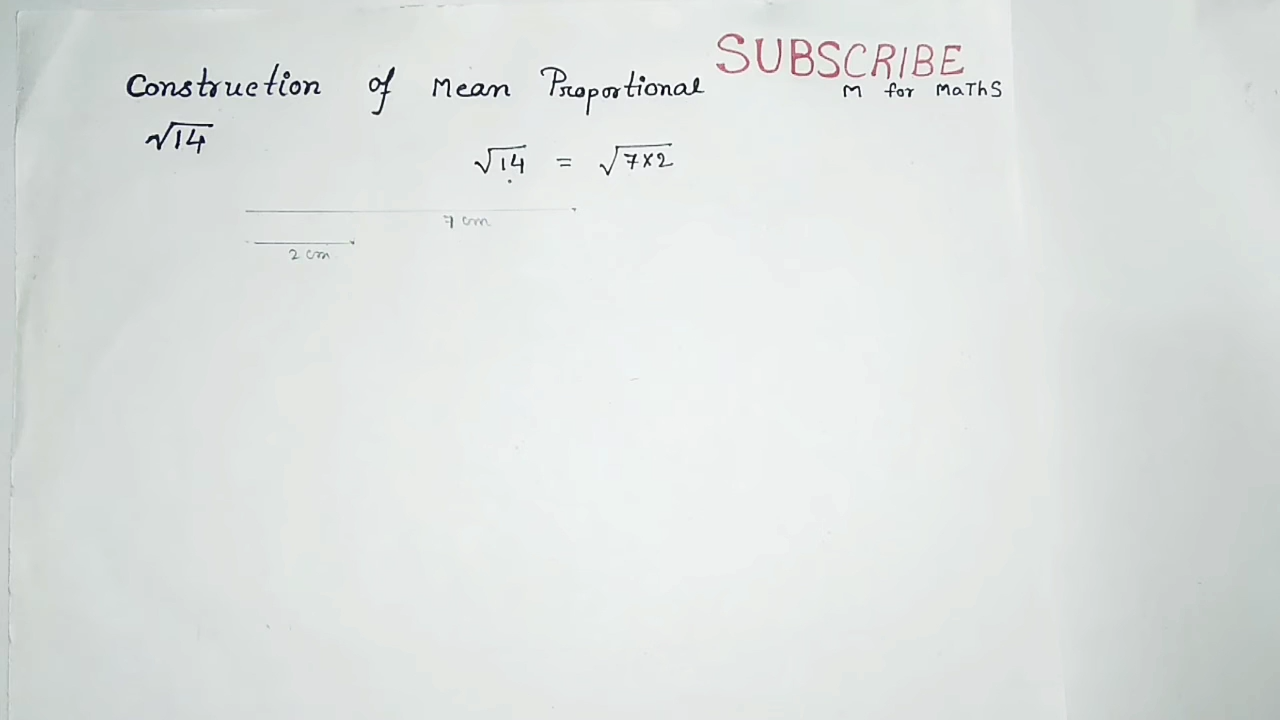 SUBSCRIBE
Construction of Mean Proportional
M for MaThS
√14
√14 = √7×2
7 cm
2 cm